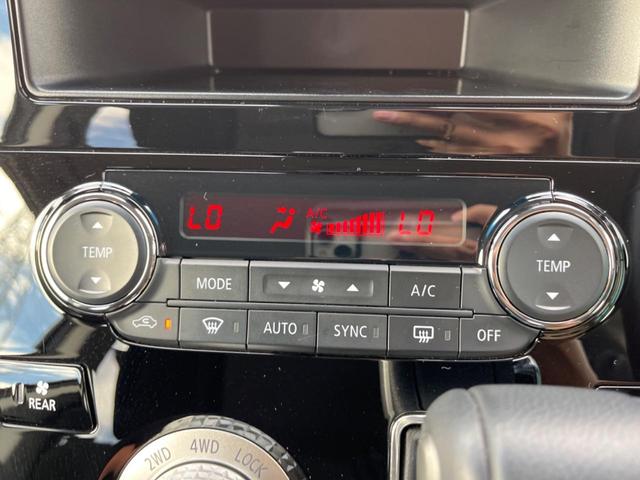 LO A/C LO
TEMP
TEMP
MODE A/C
AUTO SYNC OFF
REAR
2WD 4WD LOCK